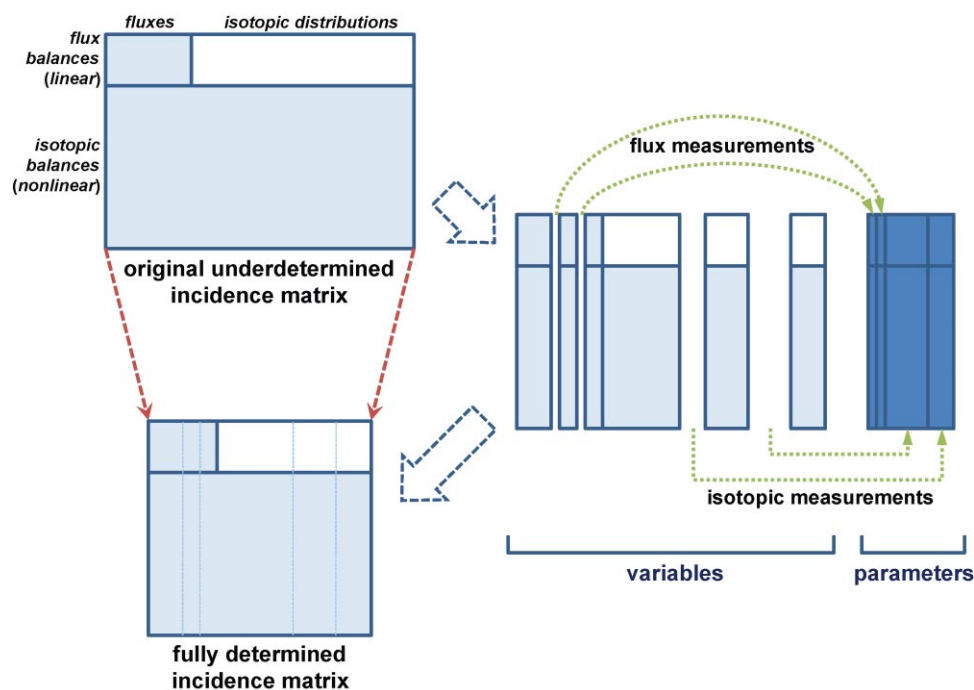 fluxes
isotopic distributions
flux
balances
(linear)
isotopic
balances
(nonlinear)
original underdetermined
incidence matrix
flux measurements
isotopic measurements
variables
parameters
fully determined
incidence matrix